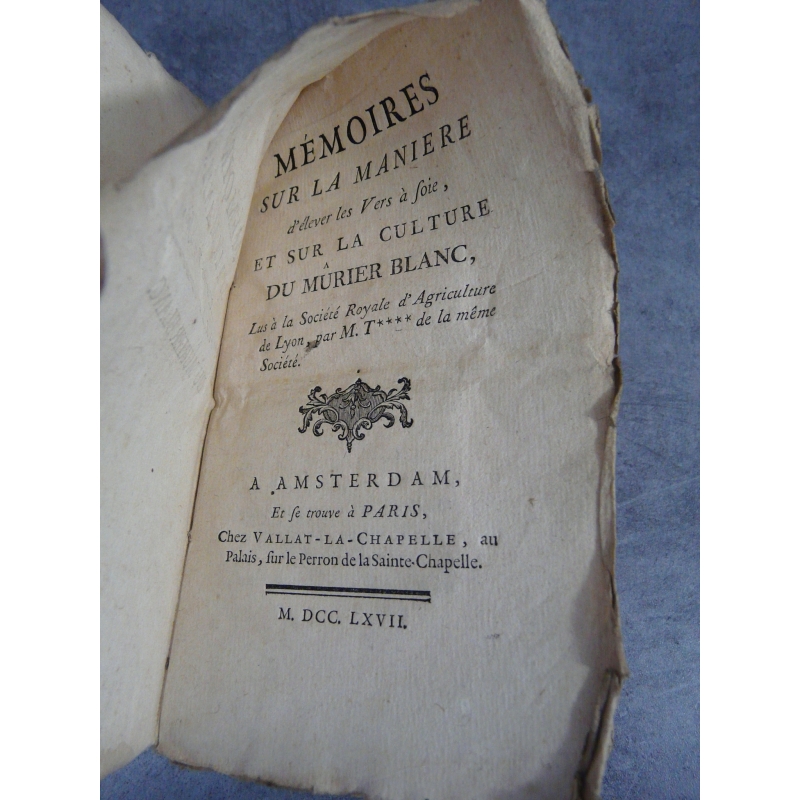 MÉMOIRES
SUR LA MANIERE
d'élever les Vers à ſoie,
ET SUR LA CULTURE
DU MÛRIER BLANC,
Lus à la Société Royale d'Agriculture
de Lyon, par M. T**** de la même
Société.
A AMSTERDAM,
Et ſe trouve à PARIS,
Chez VALLAT-LA-CHAPELLE, au
Palais, ſur le Perron de la Sainte-Chapelle.
M. DCC. LXVII.